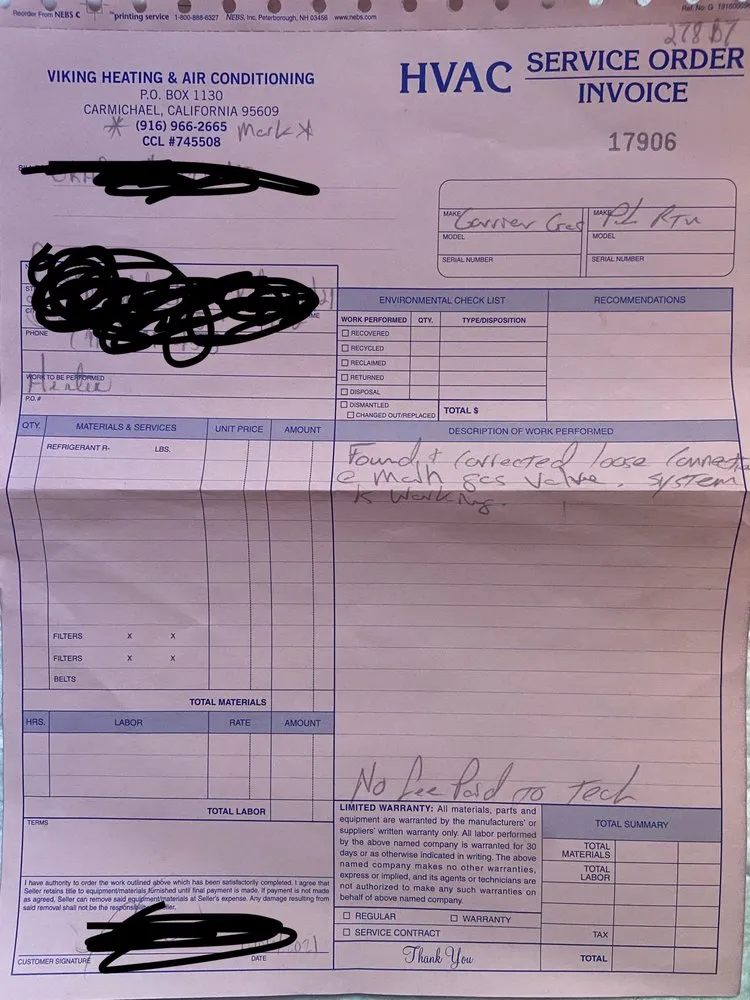 Reorder From NEBS printing service 1-800-888-6327 NEBS, Inc. Peterborough, NH 03458 www.nebs.com
Ref. No. G
278 B7
VIKING HEATING & AIR CONDITIONING
P.O. BOX 1130
CARMICHAEL, CALIFORNIA 95609
* (916) 966-2665 Mark *
CCL #745508
HVAC SERVICE ORDER
INVOICE
17906
MAKE Carrier Gas MAKE Pk RTU
MODEL MODEL
SERIAL NUMBER SERIAL NUMBER
PHONE
WORK TO BE PERFORMED
P.O. #
ENVIRONMENTAL CHECK LIST
WORK PERFORMED QTY. TYPE/DISPOSITION
RECOVERED
RECYCLED
RECLAIMED
RETURNED
DISPOSAL
DISMANTLED
CHANGED OUT/REPLACED
TOTAL $
RECOMMENDATIONS
QTY. MATERIALS & SERVICES UNIT PRICE AMOUNT
REFRIGERANT R- LBS.
FILTERS X X
FILTERS X X
BELTS
TOTAL MATERIALS
HRS. LABOR RATE AMOUNT
TOTAL LABOR
TERMS
DESCRIPTION OF WORK PERFORMED
Found & corrected loose
@ main gas valve. System
is working.
No fee Paid to Tech
LIMITED WARRANTY: All materials, parts and
equipment are warranted by the manufacturers' or
suppliers' written warranty only. All labor performed
by the above named company is warranted for 30
days or as otherwise indicated in writing. The above
named company makes no other warranties,
express or implied, and its agents or technicians are
not authorized to make any such warranties on
behalf of above named company.
REGULAR WARRANTY
SERVICE CONTRACT
Thank You
TOTAL SUMMARY
TOTAL
MATERIALS
TOTAL
LABOR
TAX
TOTAL
I have authority to order the work outlined above which has been satisfactorily completed. I agree that
Seller retains title to equipment/materials furnished until final payment is made. If payment is not made
as agreed, Seller can remove said equipment/materials at Seller's expense. Any damage resulting from
said removal shall not be the responsibility
CUSTOMER SIGNATURE DATE